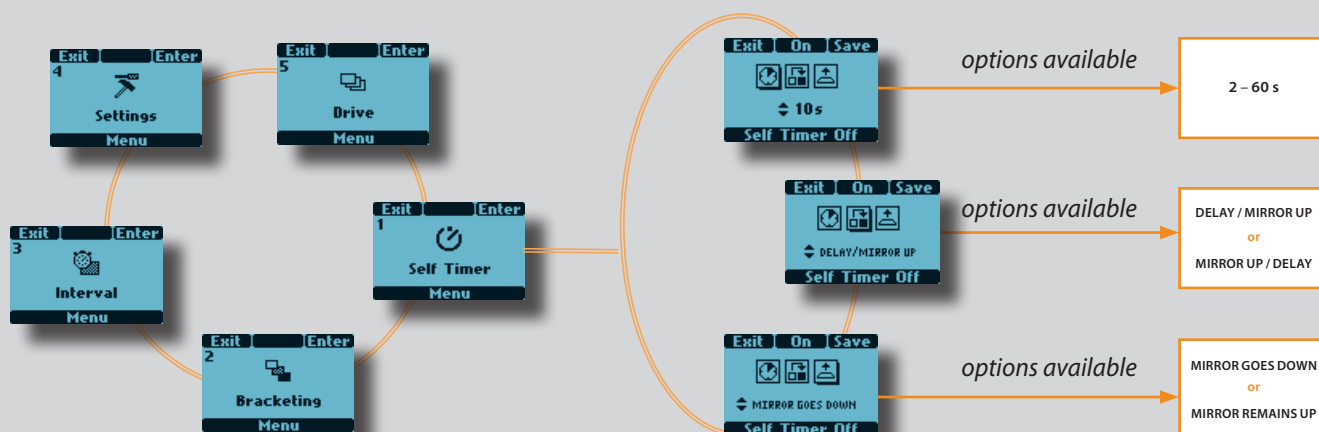 Exit Enter
4
Settings
Menu
Exit Enter
5
Drive
Menu
Exit Enter
3
Interval
Menu
Exit Enter
1
Self Timer
Menu
Exit Enter
2
Bracketing
Menu
Exit On Save
10 s
Self Timer Off
options available
2 – 60 s
Exit On Save
DELAY/MIRROR UP
Self Timer Off
options available
DELAY / MIRROR UP
or
MIRROR UP / DELAY
Exit On Save
MIRROR GOES DOWN
Self Timer Off
options available
MIRROR GOES DOWN
or
MIRROR REMAINS UP